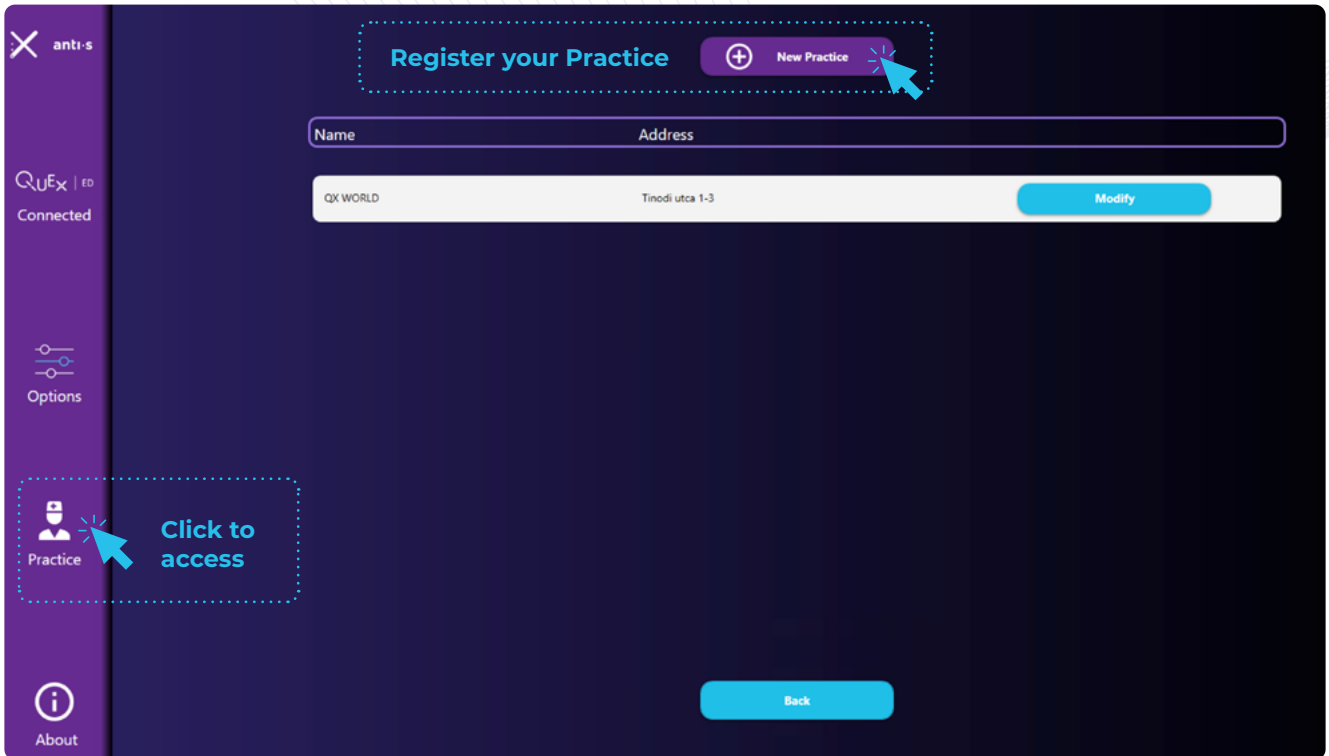 anti·s
Register your Practice
New Practice
Name Address
QX WORLD Tinodi utca 1-3 Modify
QUEX | ED
Connected
Options
Click to
access
Practice
Back
About